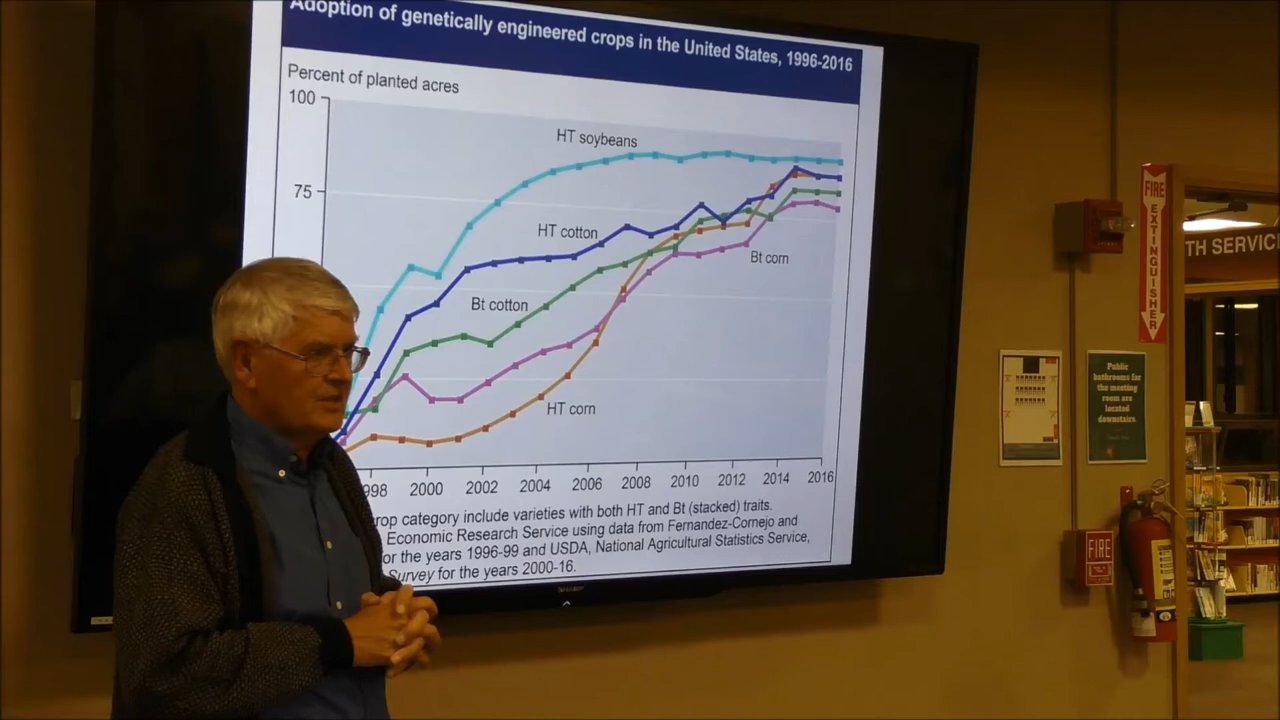 Adoption of genetically engineered crops in the United States, 1996-2016
Percent of planted acres
100
75
HT soybeans
HT cotton
Bt corn
Bt cotton
HT corn
998 2000 2002 2004 2006 2008 2010 2012 2014 2016
rop category include varieties with both HT and Bt (stacked) traits.
Economic Research Service using data from Fernandez-Cornejo and
or the years 1996-99 and USDA, National Agricultural Statistics Service,
Survey for the years 2000-16.
FIRE
EXTINGUISHER
TH SERVIC
Public
bathrooms for
the meeting
room are
located
downstairs.
FIRE